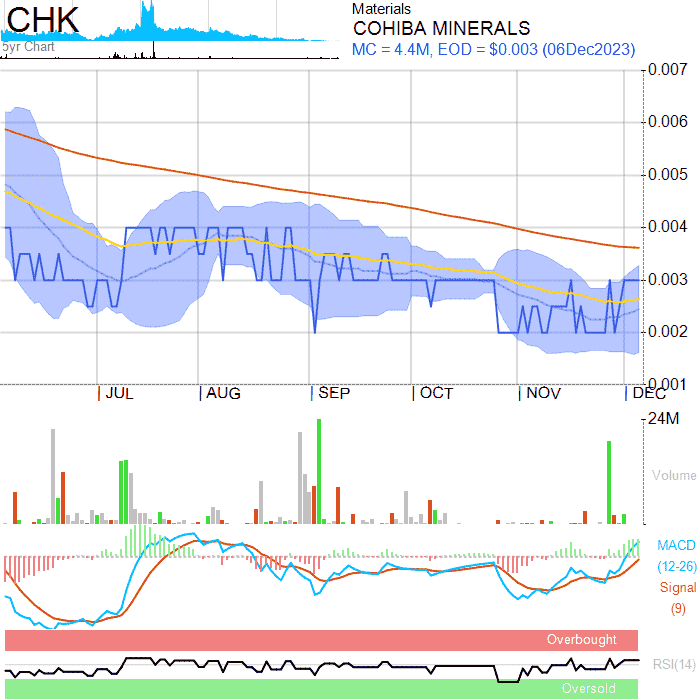 CHK
5yr Chart
Materials
COHIBA MINERALS
MC = 4.4M, EOD = $0.003 (06Dec2023)
0.007
0.006
0.005
0.004
0.003
0.002
0.001
JUL
AUG
SEP
OCT
NOV
DEC
24M
Volume
MACD
(12-26)
Signal
(9)
Overbought
RSI(14)
Oversold